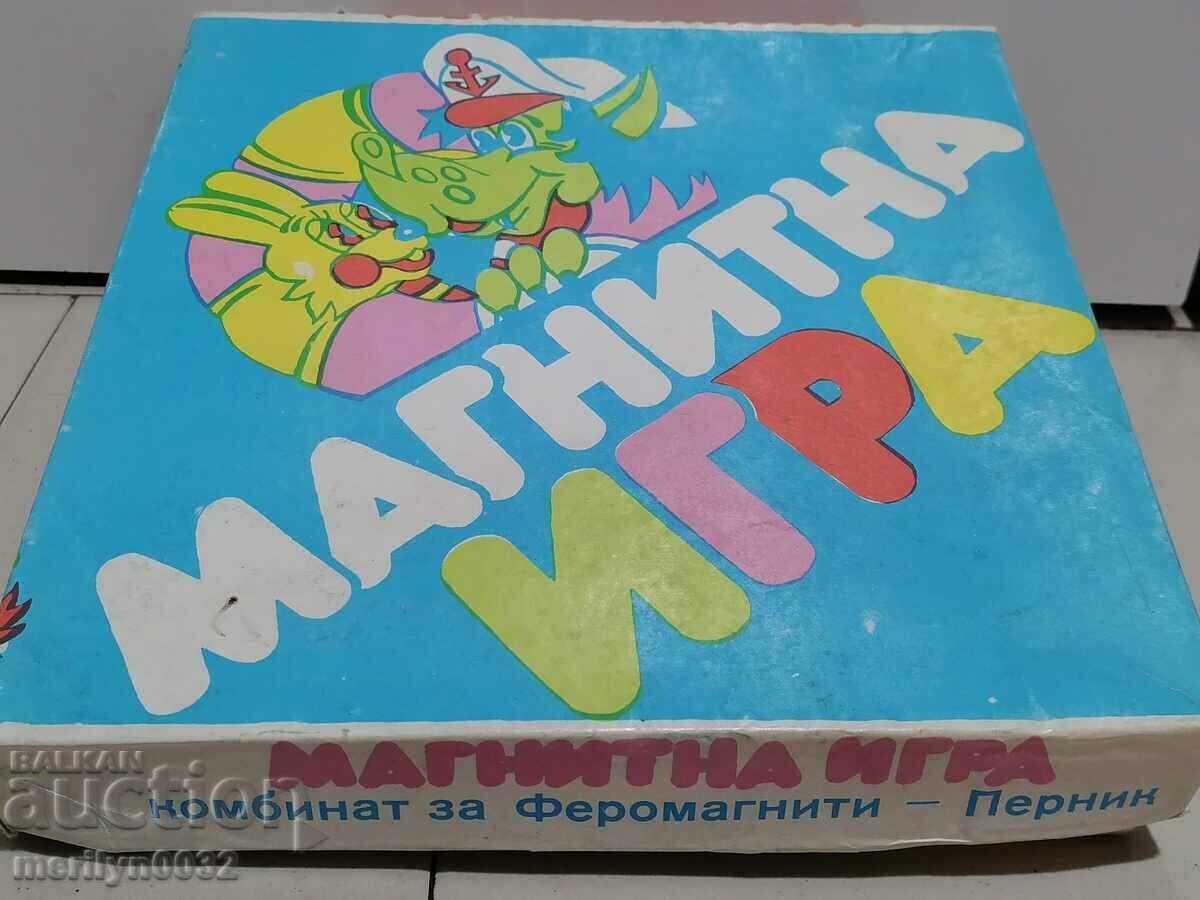 МАГНИТНА
ИГРА
МАГНИТНА ИГРА
комбинат за Феромагнити – Перник
BALKAN
auction
merilyn0032